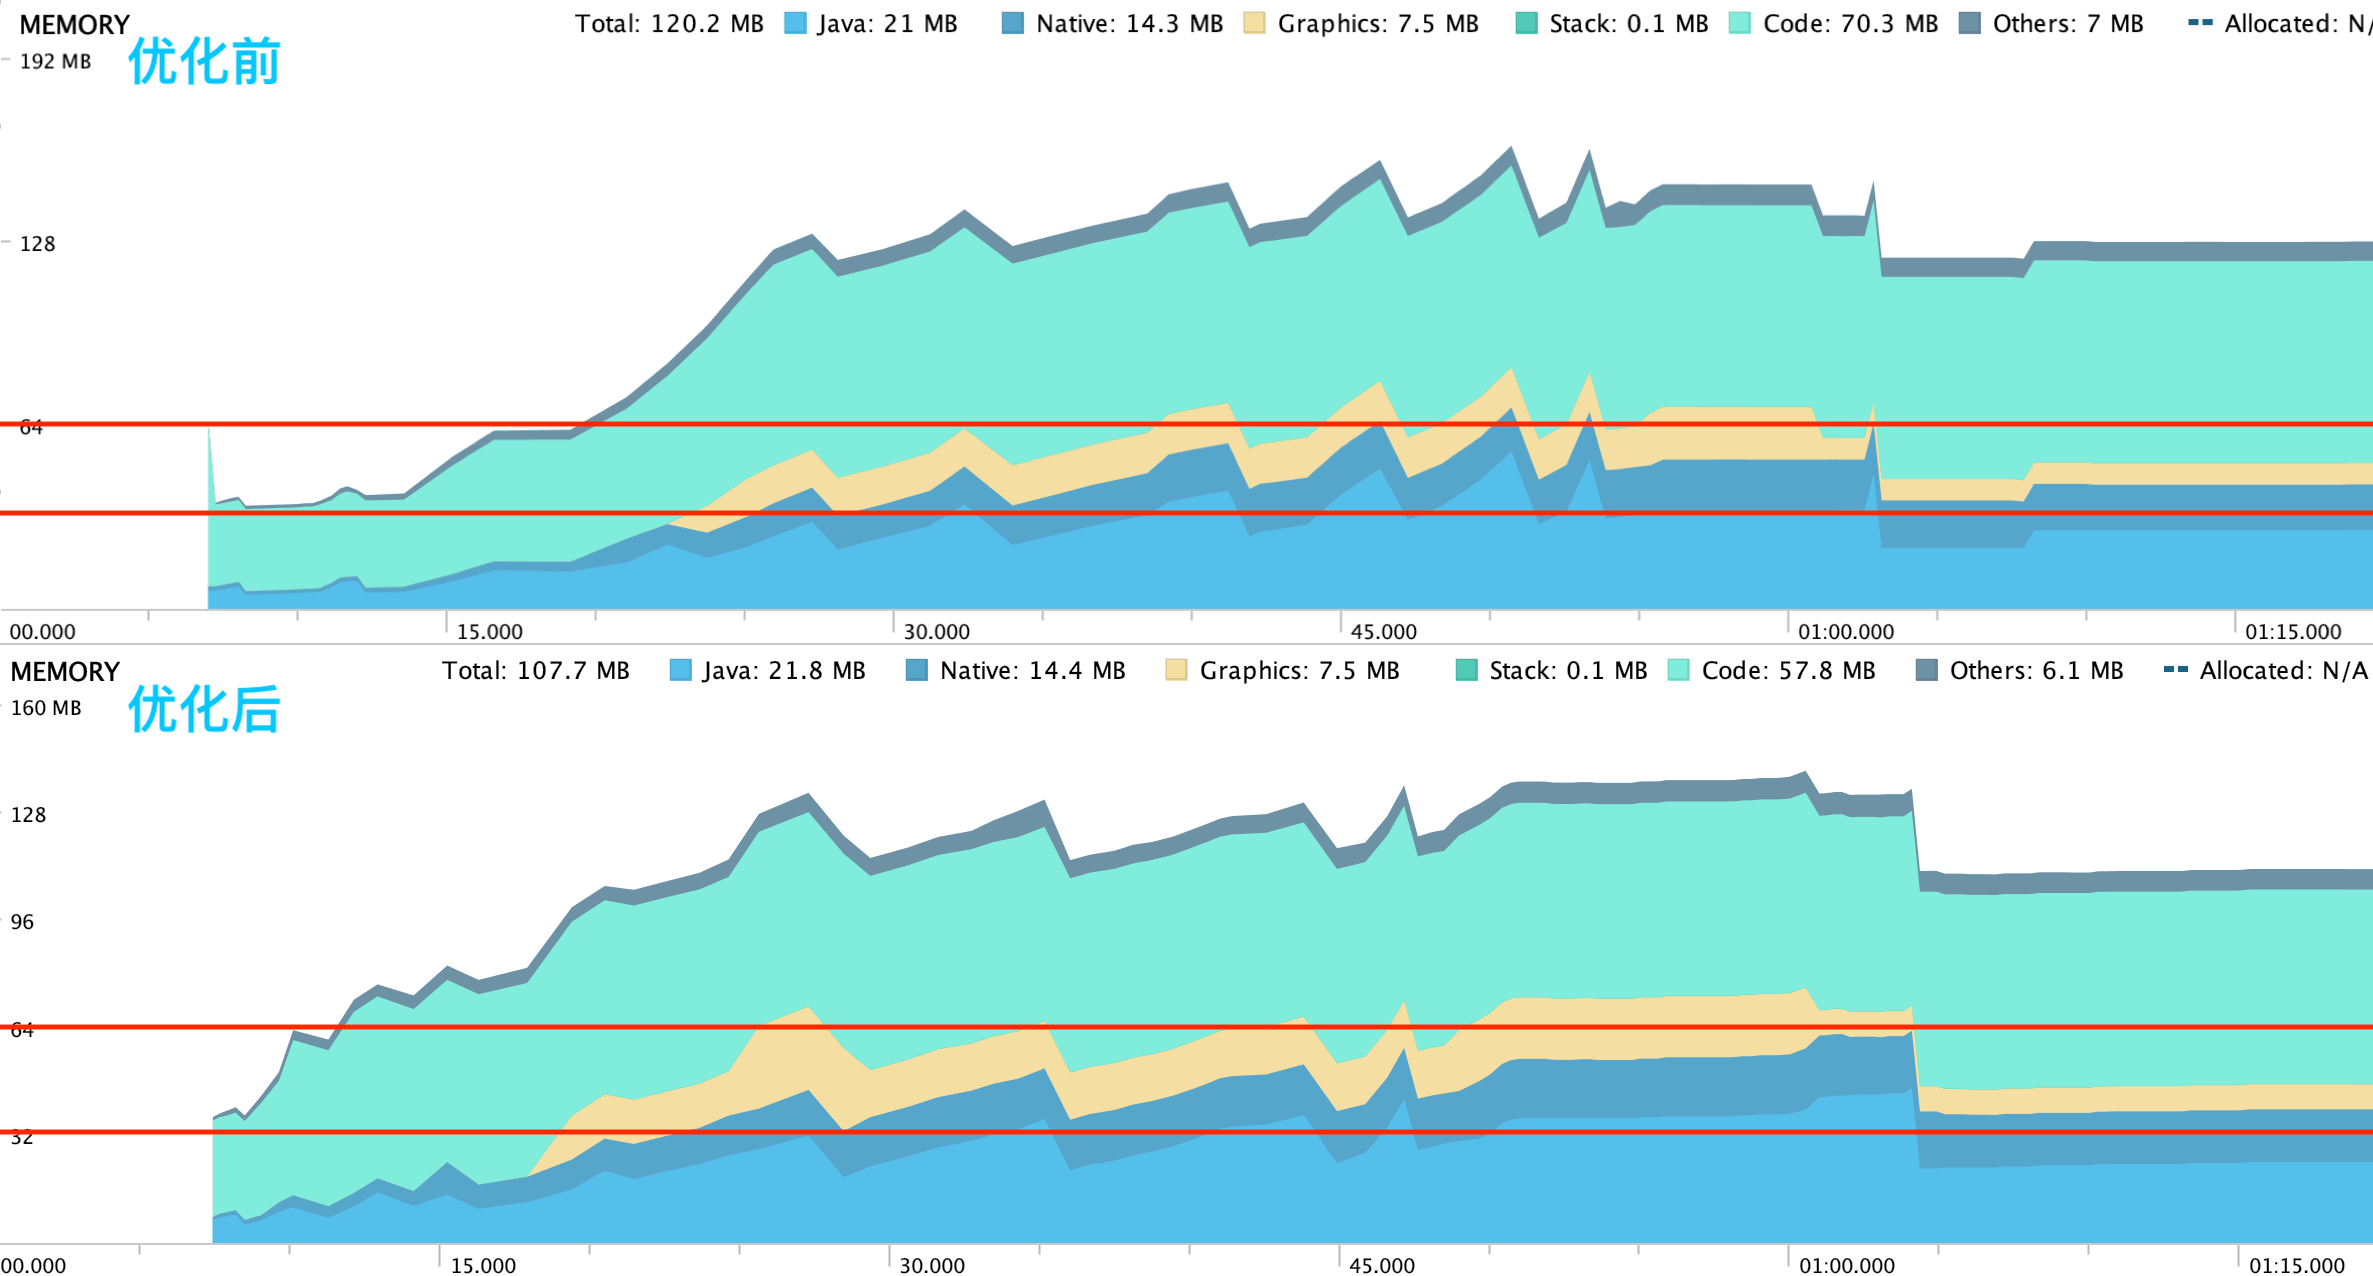 MEMORY Total: 120.2 MB Java: 21 MB Native: 14.3 MB Graphics: 7.5 MB Stack: 0.1 MB Code: 70.3 MB Others: 7 MB Allocated: N/
192 MB 优化前
128
64
00.000 15.000 30.000 45.000 01:00.000 01:15.000
MEMORY Total: 107.7 MB Java: 21.8 MB Native: 14.4 MB Graphics: 7.5 MB Stack: 0.1 MB Code: 57.8 MB Others: 6.1 MB Allocated: N/A
160 MB 优化后
128
96
64
32
00.000 15.000 30.000 45.000 01:00.000 01:15.000